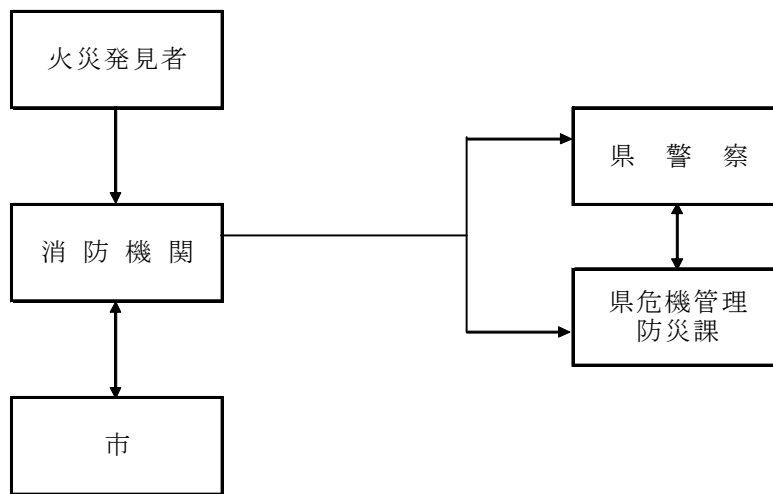 火災発見者
県警察
消防機関
県危機管理
防災課
市